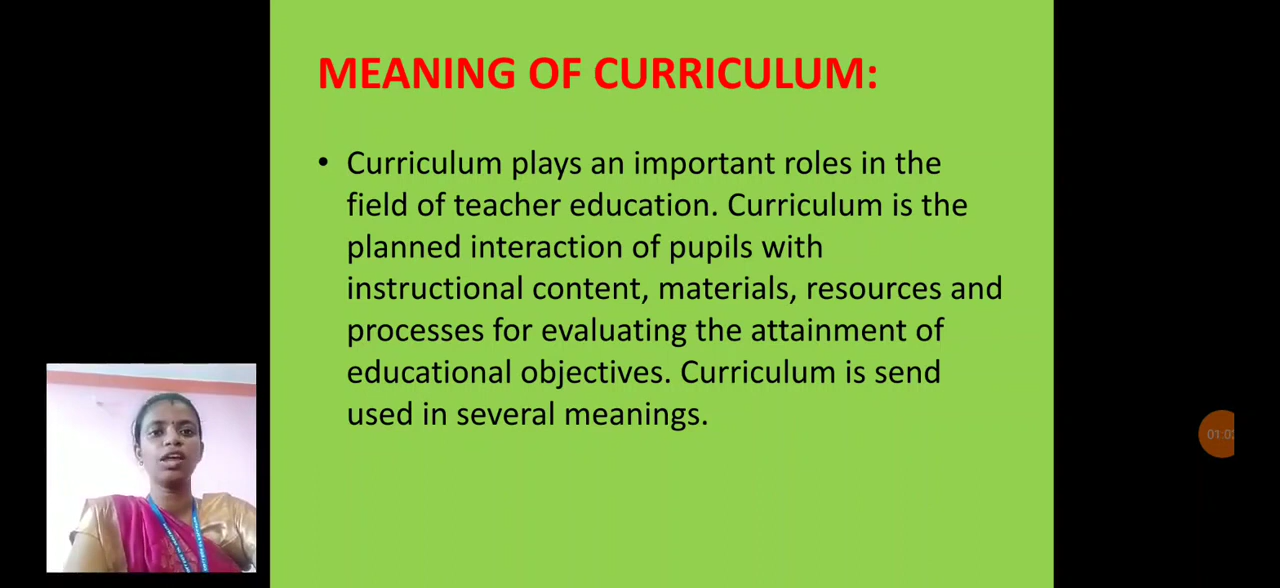 MEANING OF CURRICULUM:
• Curriculum plays an important roles in the
field of teacher education. Curriculum is the
planned interaction of pupils with
instructional content, materials, resources and
processes for evaluating the attainment of
educational objectives. Curriculum is send
used in several meanings.